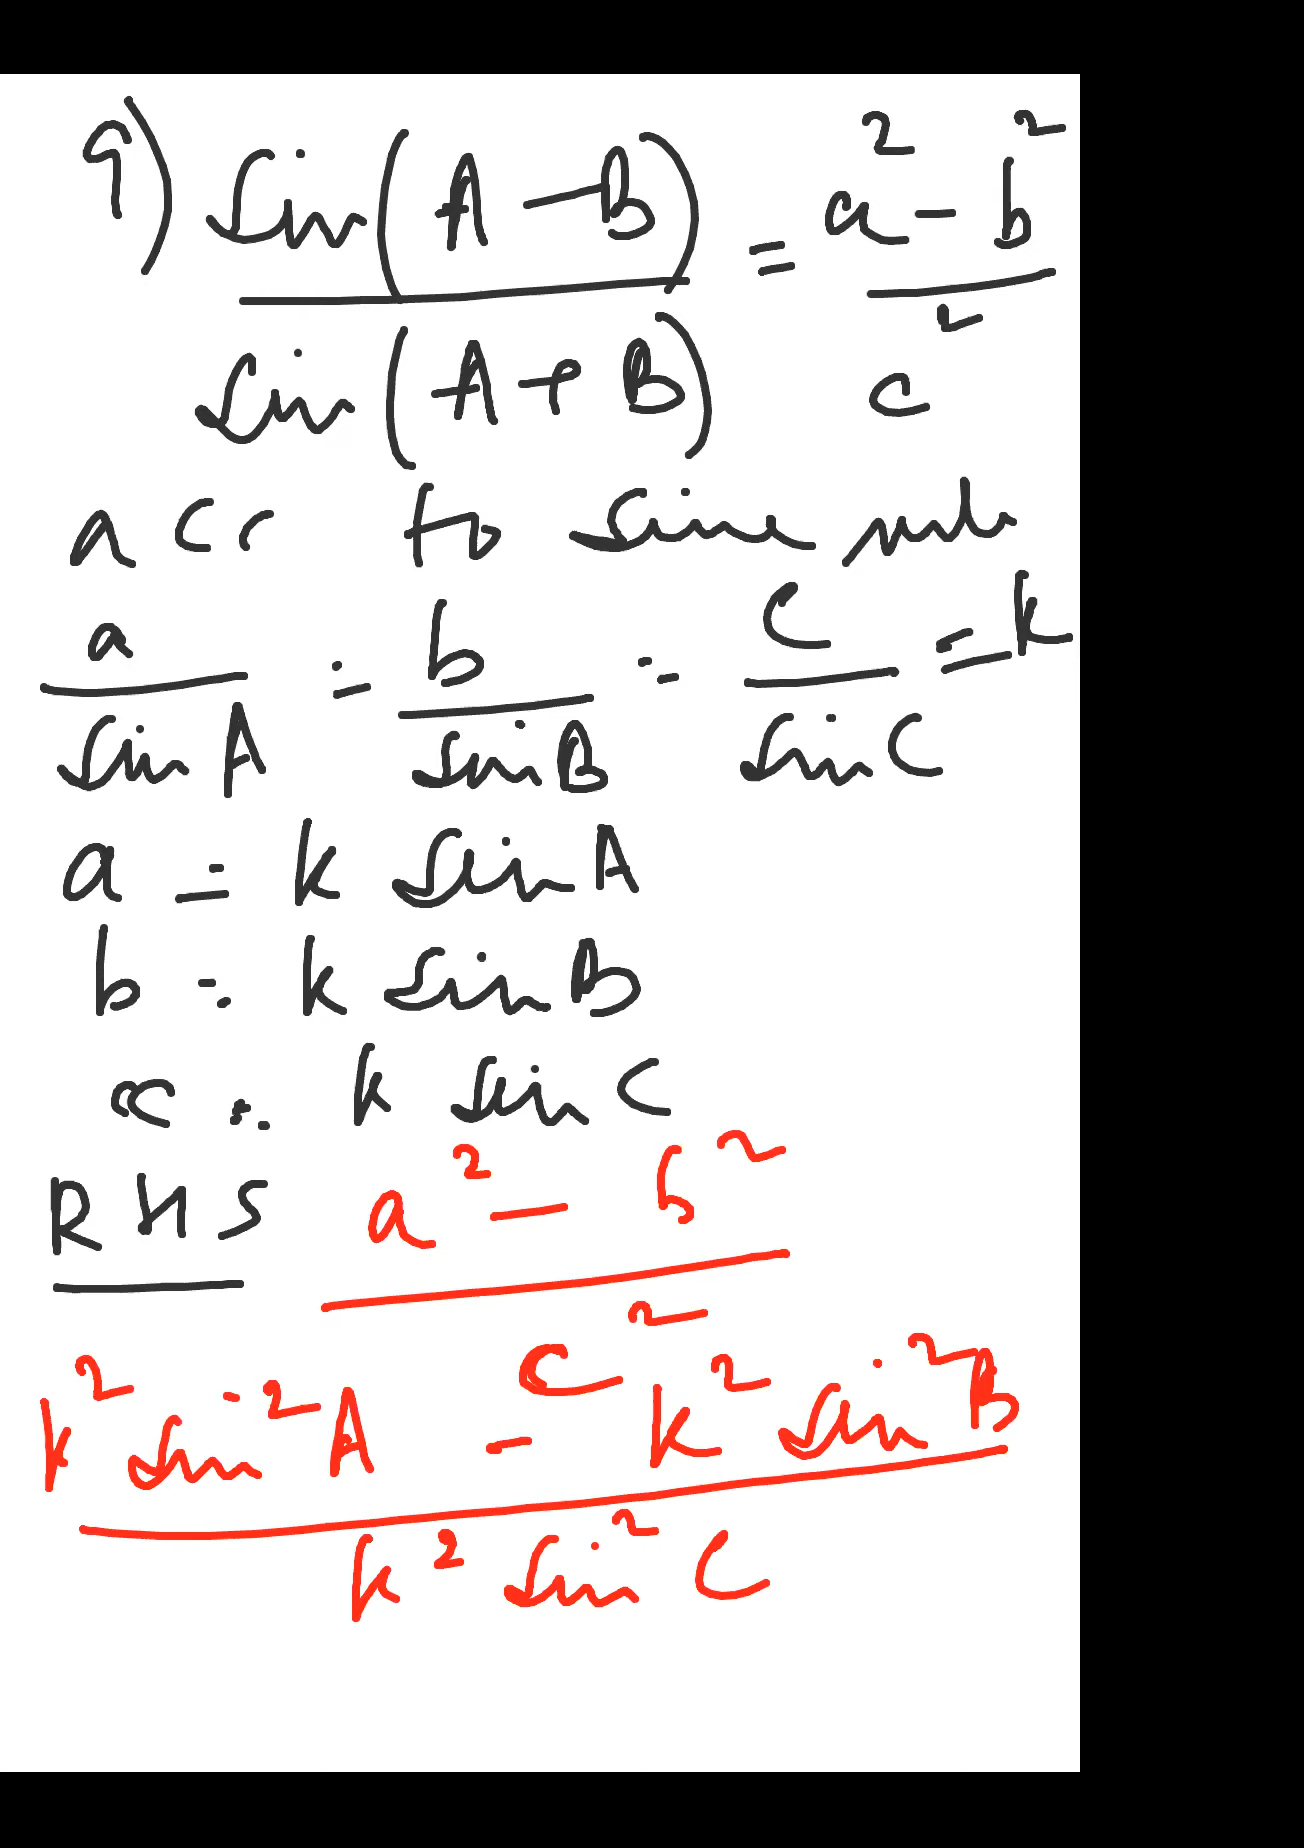 9) sin(A-B) / sin(A+B) = a² - b² / c²
acc to sine rule
a / sin A = b / sin B = c / sin C = k
a = k sin A
b = k sin B
c = k sin C
RHS a² - b² / c²
k² sin² A - k² sin² B / k² sin² C